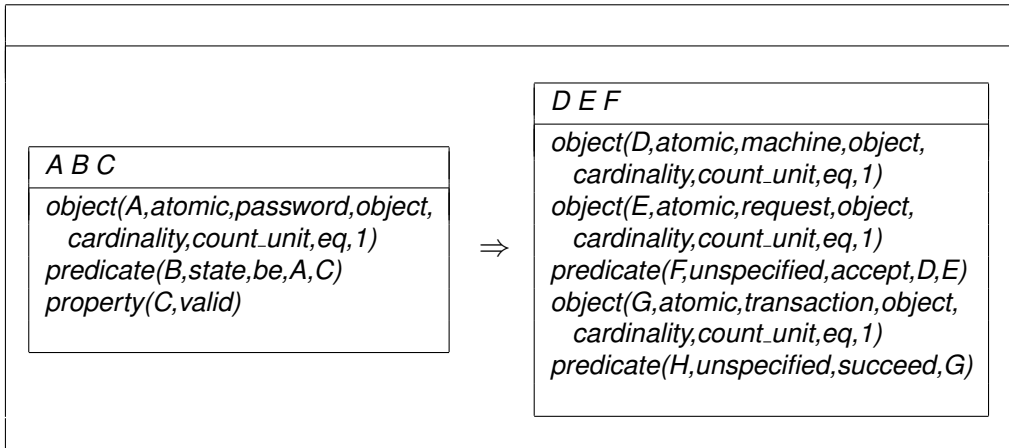 A B C
object(A,atomic,password,object,
cardinality,count_unit,eq,1)
predicate(B,state,be,A,C)
property(C,valid)
⇒
D E F
object(D,atomic,machine,object,
cardinality,count_unit,eq,1)
object(E,atomic,request,object,
cardinality,count_unit,eq,1)
predicate(F,unspecified,accept,D,E)
object(G,atomic,transaction,object,
cardinality,count_unit,eq,1)
predicate(H,unspecified,succeed,G)